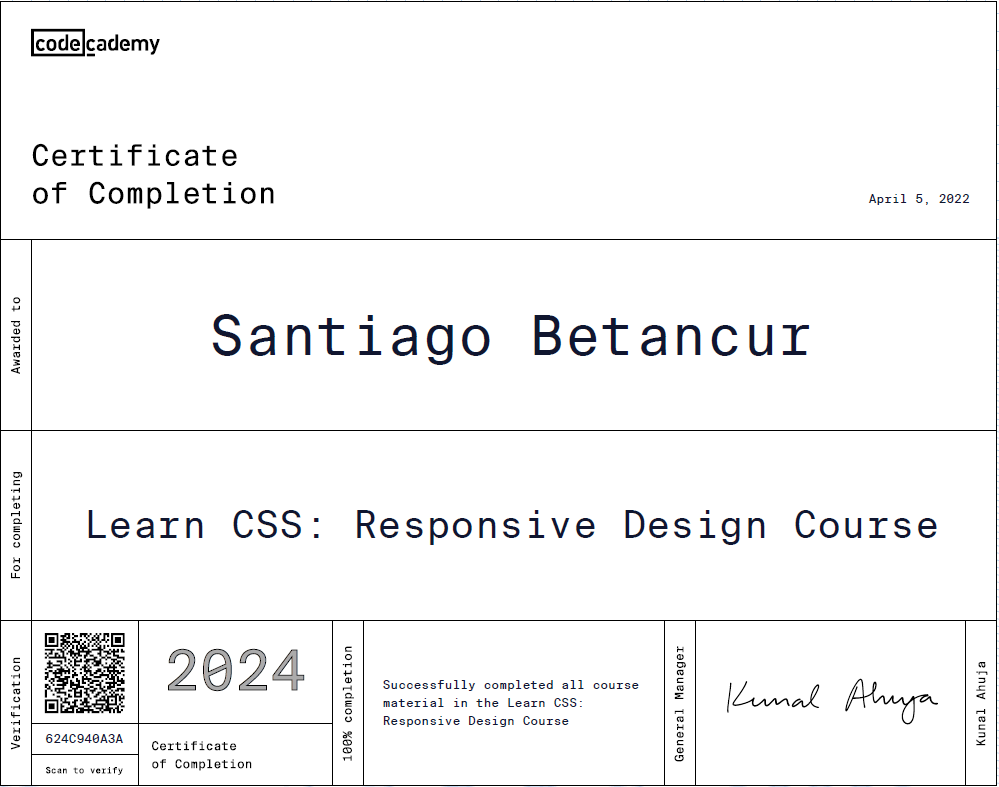 codecademy
Certificate
of Completion
April 5, 2022
Awarded to
Santiago Betancur
For completing
Learn CSS: Responsive Design Course
Verification
624C940A3A
Scan to verify
2024
Certificate
of Completion
100% completion
Successfully completed all course
material in the Learn CSS:
Responsive Design Course
General Manager
Kunal Ahuja
Kunal Ahuja